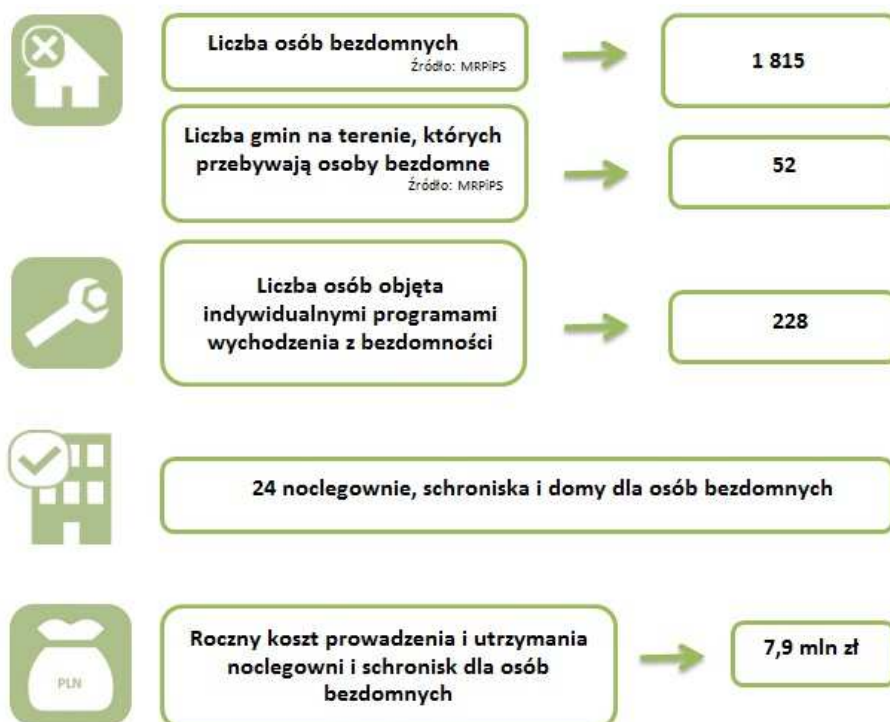 Liczba osób bezdomnych
Źródło: MRPiPS
1 815
Liczba gmin na terenie, których
przebywają osoby bezdomne
Źródło: MRPiPS
52
Liczba osób objęta
indywidualnymi programami
wychodzenia z bezdomności
228
24 noclegownie, schroniska i domy dla osób bezdomnych
Roczny koszt prowadzenia i utrzymania
noclegowni i schronisk dla osób
bezdomnych
7,9 mln zł
PLN